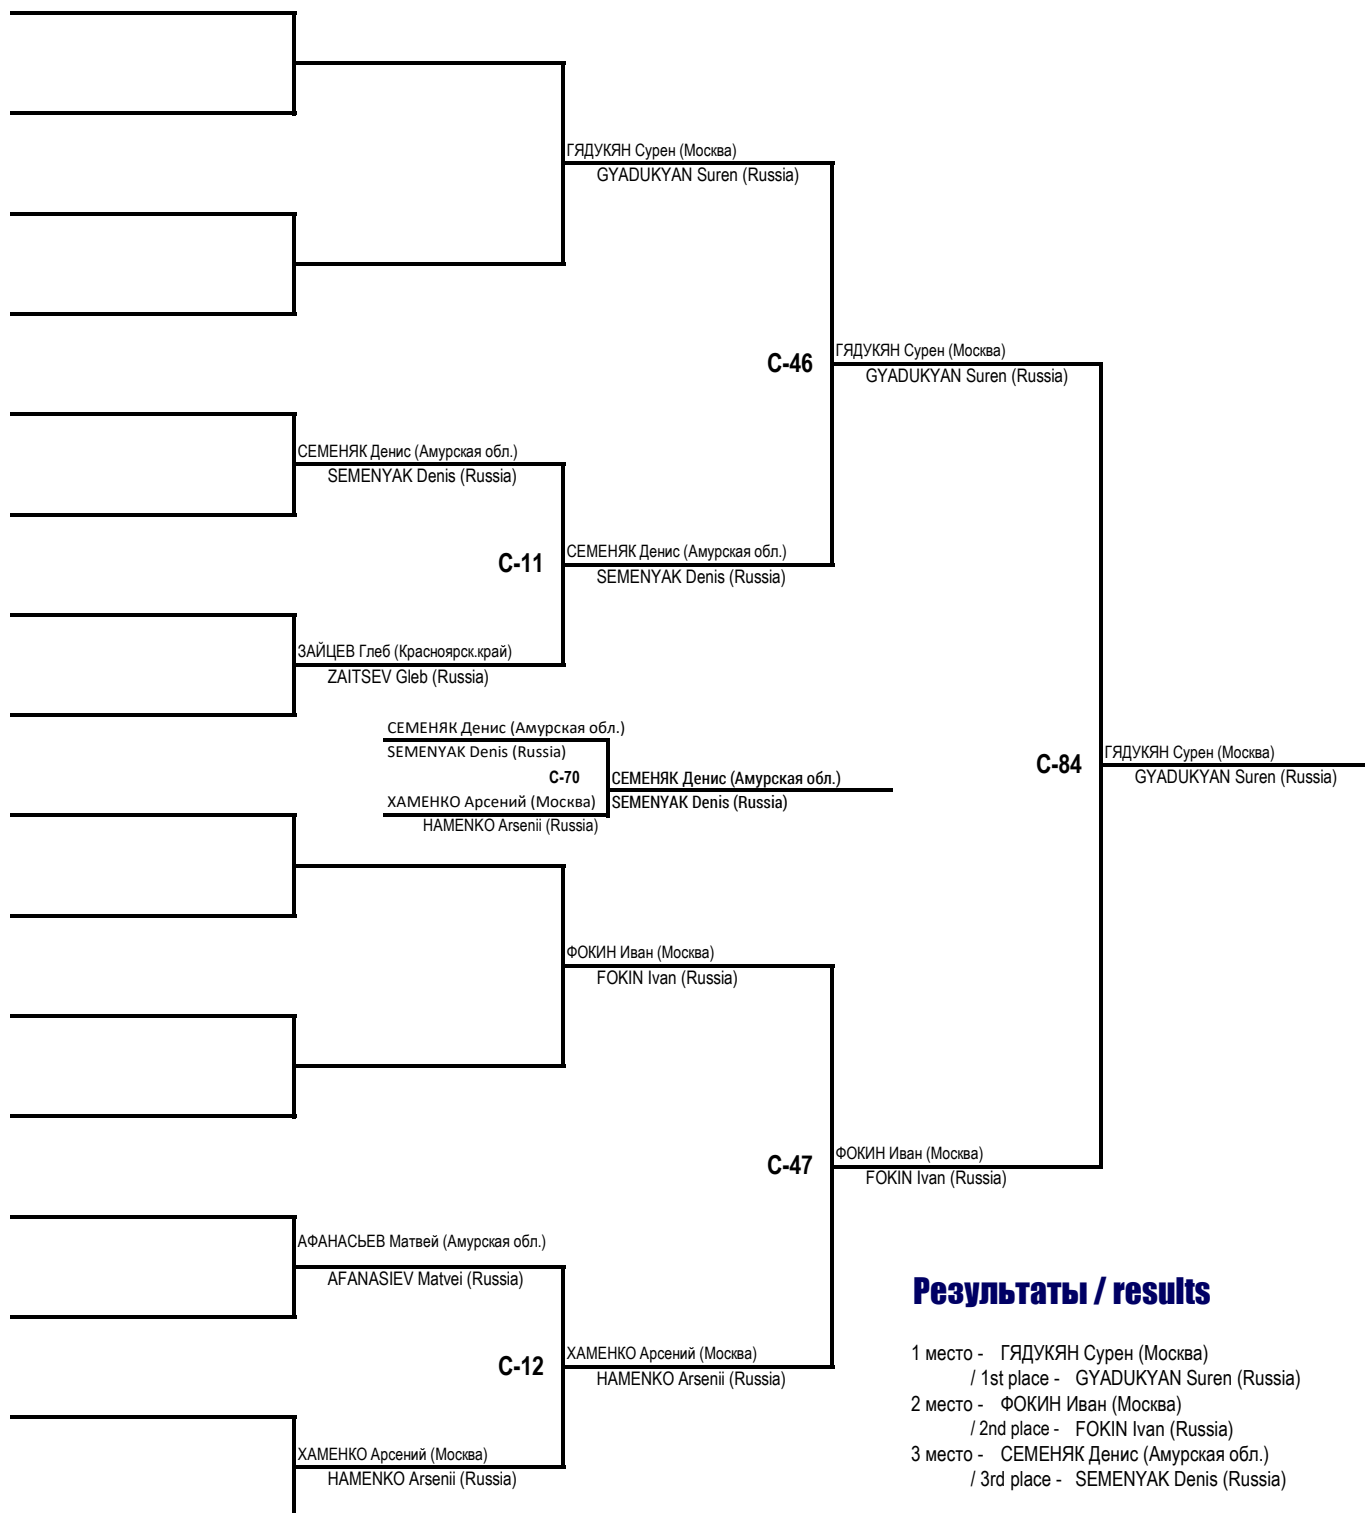 ГЯДУКЯН Сурен (Москва)
GYADUKYAN Suren (Russia)
C-46
ГЯДУКЯН Сурен (Москва)
GYADUKYAN Suren (Russia)
СЕМЕНЯК Денис (Амурская обл.)
SEMENYAK Denis (Russia)
C-11
СЕМЕНЯК Денис (Амурская обл.)
SEMENYAK Denis (Russia)
ЗАЙЦЕВ Глеб (Красноярск.край)
ZAITSEV Gleb (Russia)
СЕМЕНЯК Денис (Амурская обл.)
SEMENYAK Denis (Russia)
C-70
СЕМЕНЯК Денис (Амурская обл.)
SEMENYAK Denis (Russia)
ХАМЕНКО Арсений (Москва)
HAMENKO Arsenii (Russia)
C-84
ГЯДУКЯН Сурен (Москва)
GYADUKYAN Suren (Russia)
ФОКИН Иван (Москва)
FOKIN Ivan (Russia)
C-47
ФОКИН Иван (Москва)
FOKIN Ivan (Russia)
АФАНАСЬЕВ Матвей (Амурская обл.)
AFANASIEV Matvei (Russia)
C-12
ХАМЕНКО Арсений (Москва)
HAMENKO Arsenii (Russia)
ХАМЕНКО Арсений (Москва)
HAMENKO Arsenii (Russia)
Результаты / results
1 место - ГЯДУКЯН Сурен (Москва)
/ 1st place - GYADUKYAN Suren (Russia)
2 место - ФОКИН Иван (Москва)
/ 2nd place - FOKIN Ivan (Russia)
3 место - СЕМЕНЯК Денис (Амурская обл.)
/ 3rd place - SEMENYAK Denis (Russia)